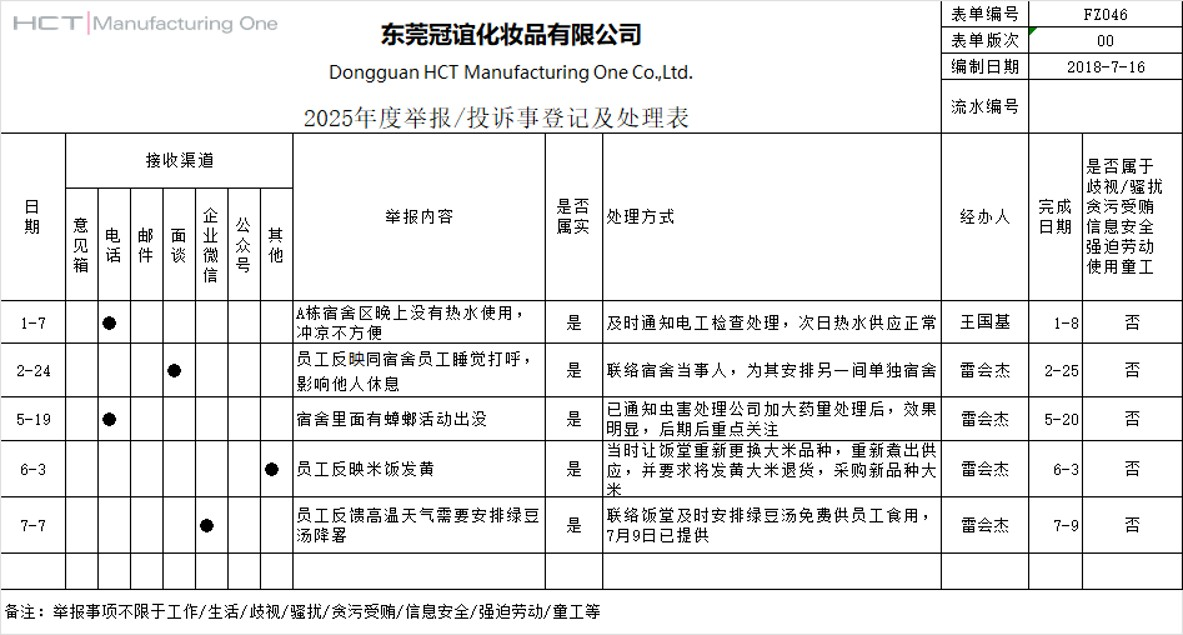 HCT|Manufacturing One
东莞冠谊化妆品有限公司
Dongguan HCT Manufacturing One Co.,Ltd.
2025年度举报/投诉事登记及处理表
表单编号 FZ046
表单版次 00
编制日期 2018-7-16
流水编号
日期 接收渠道 举报内容 是否属实 处理方式 经办人 完成日期 是否属于歧视/骚扰贪污受贿信息安全强迫劳动使用童工
意见箱 电话 邮件 面谈 企业微信 公众号 其他
1-7 ● A栋宿舍区晚上没有热水使用，冲凉不方便 是 及时通知电工检查处理，次日热水供应正常 王国基 1-8 否
2-24 ● 员工反映同宿舍员工睡觉打呼，影响他人休息 是 联络宿舍当事人，为其安排另一间单独宿舍 雷会杰 2-25 否
5-19 ● 宿舍里面有蟑螂活动出没 是 已通知虫害处理公司加大药量处理后，效果明显，后期后重点关注 雷会杰 5-20 否
6-3 ● 员工反映米饭发黄 是 当时让饭堂重新更换大米品种，重新煮出供应，并要求将发黄大米退货，采购新品种大米 雷会杰 6-3 否
7-7 ● 员工反馈高温天气需要安排绿豆汤降署 是 联络饭堂及时安排绿豆汤免费供员工食用，7月9日已提供 雷会杰 7-9 否
备注：举报事项不限于工作/生活/歧视/骚扰/贪污受贿/信息安全/强迫劳动/童工等